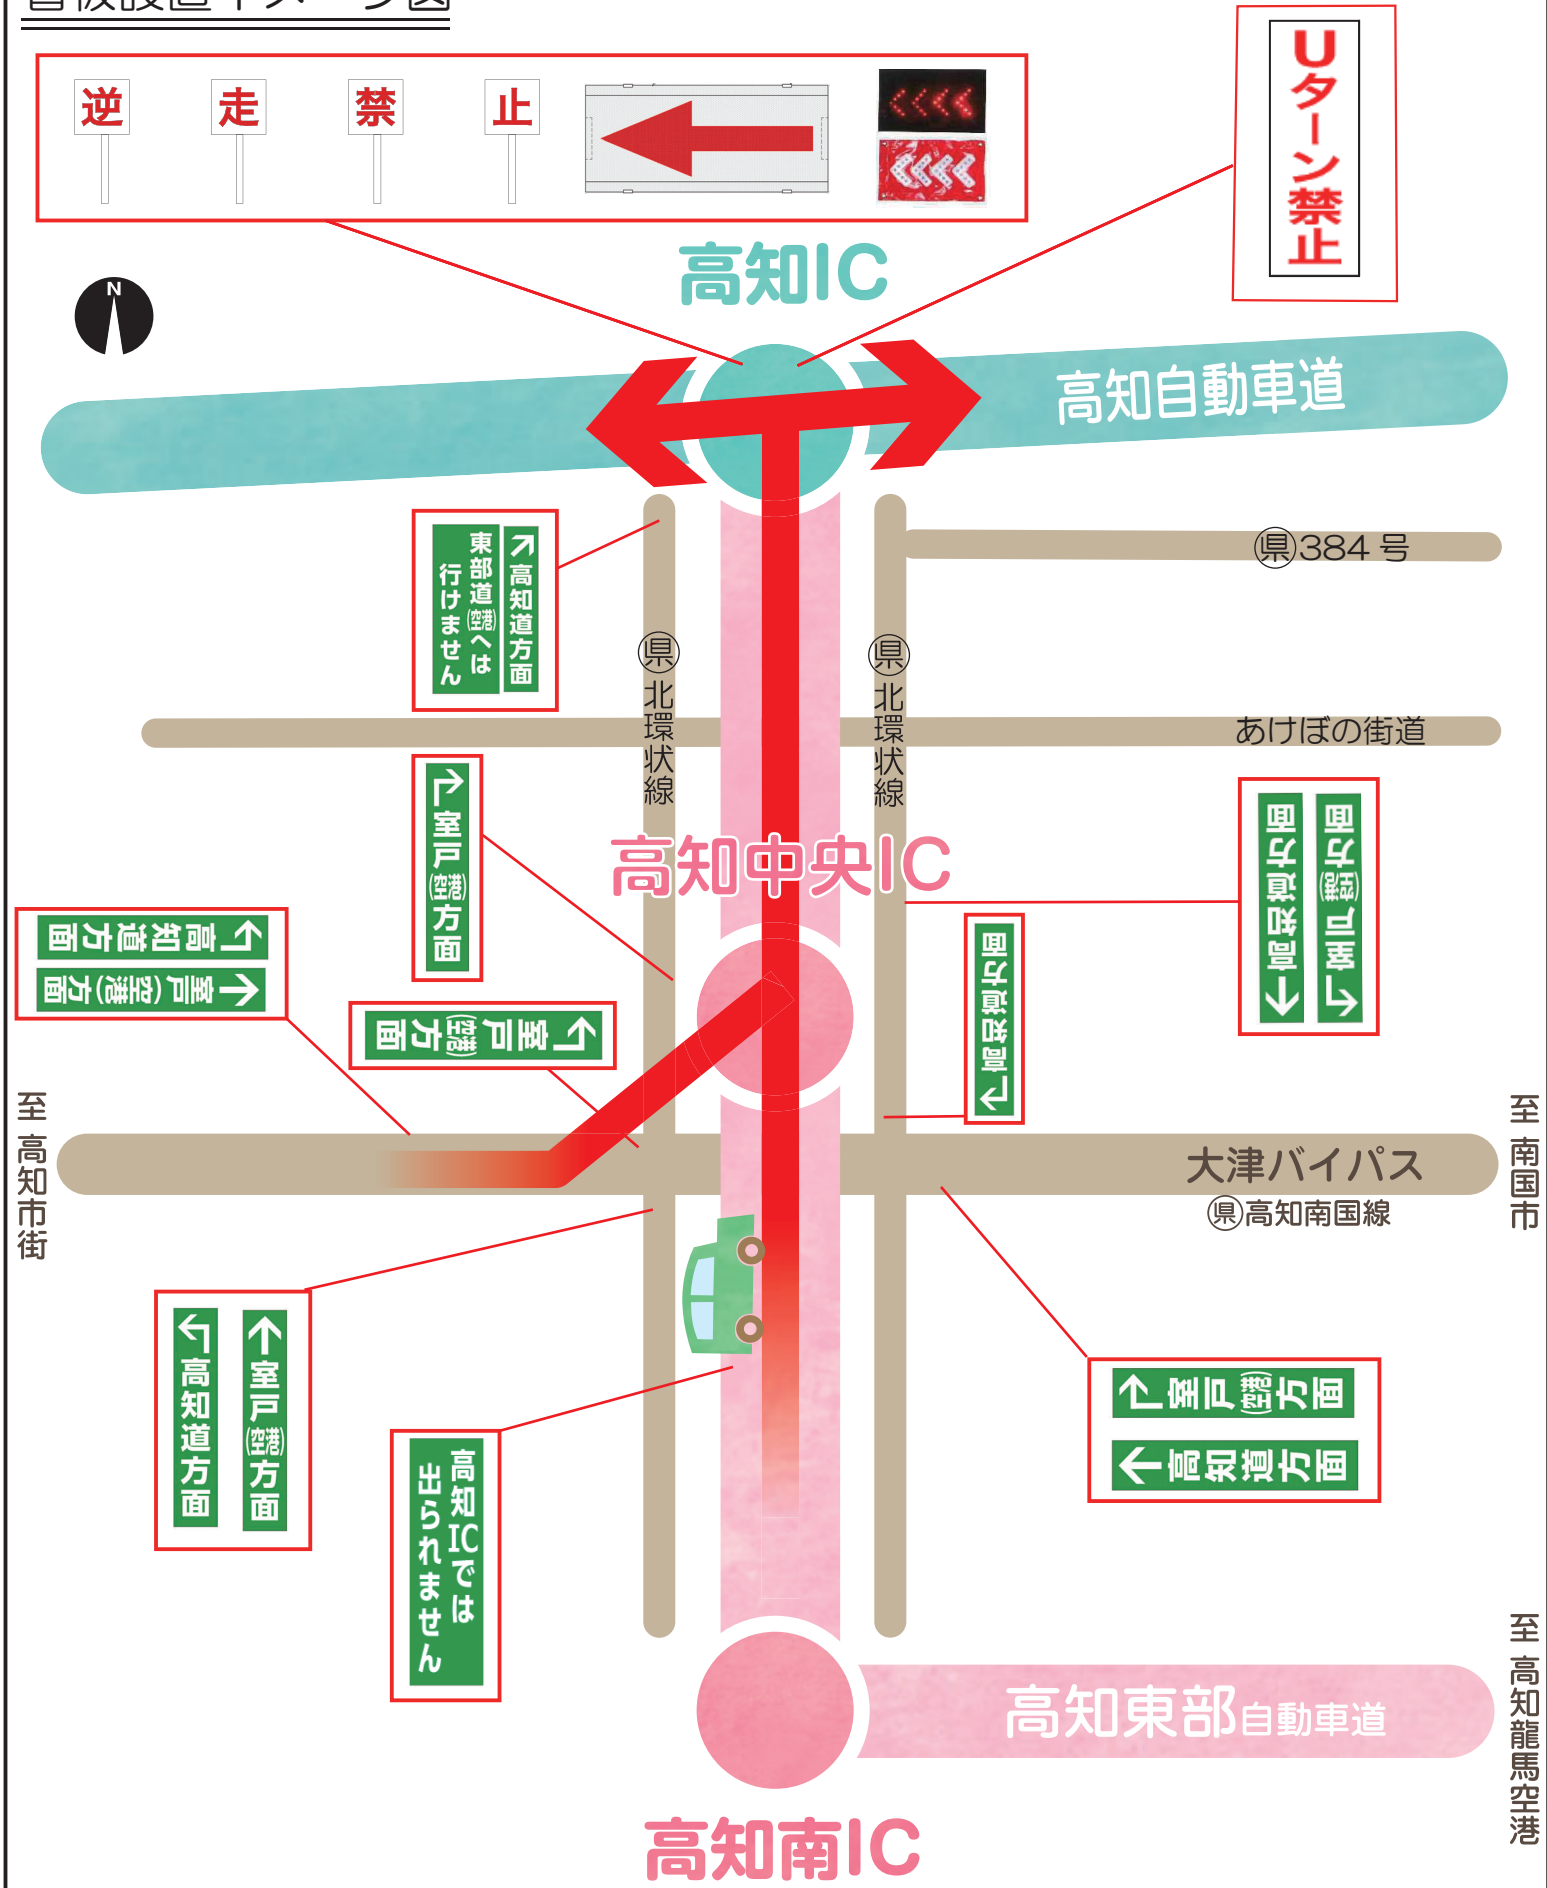 看板設置イメージ図
逆
走
禁
止
Uターン禁止
高知IC
N
高知自動車道
高知道方面
東部道(空港)へは
行けません
県384号
県北環状線
県北環状線
あけぼの街道
室戸(空港)方面
高知中央IC
高知道方面
室戸(空港)方面
高知道方面
室戸(空港)方面
室戸(空港)方面
高知道方面
至 高知市街
至 南国市
大津バイパス
県高知南国線
室戸(空港)方面
高知道方面
室戸(空港)方面
高知道方面
高知ICでは
出られません
高知東部自動車道
至 高知龍馬空港
高知南IC